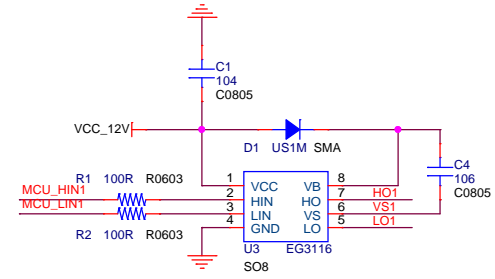 C1
104
C0805
VCC_12V
D1 US1M SMA
C4
106
C0805
R1 100R R0603
MCU_HIN1
MCU_LIN1
R2 100R R0603
1 VCC VB 8
2 HIN HO 7 HO1
3 LIN VS 6 VS1
4 GND LO 5 LO1
U3 EG3116
SO8